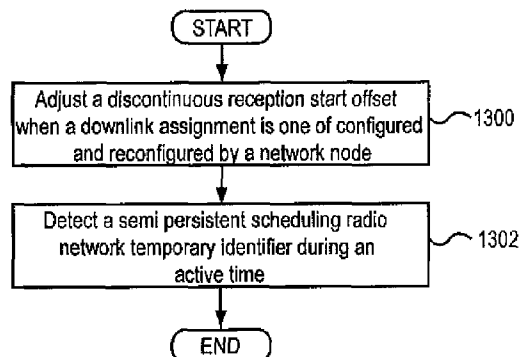 START
Adjust a discontinuous reception start offset
when a downlink assignment is one of configured
and reconfigured by a network node
1300
Detect a semi persistent scheduling radio
network temporary identifier during an
active time
1302
END